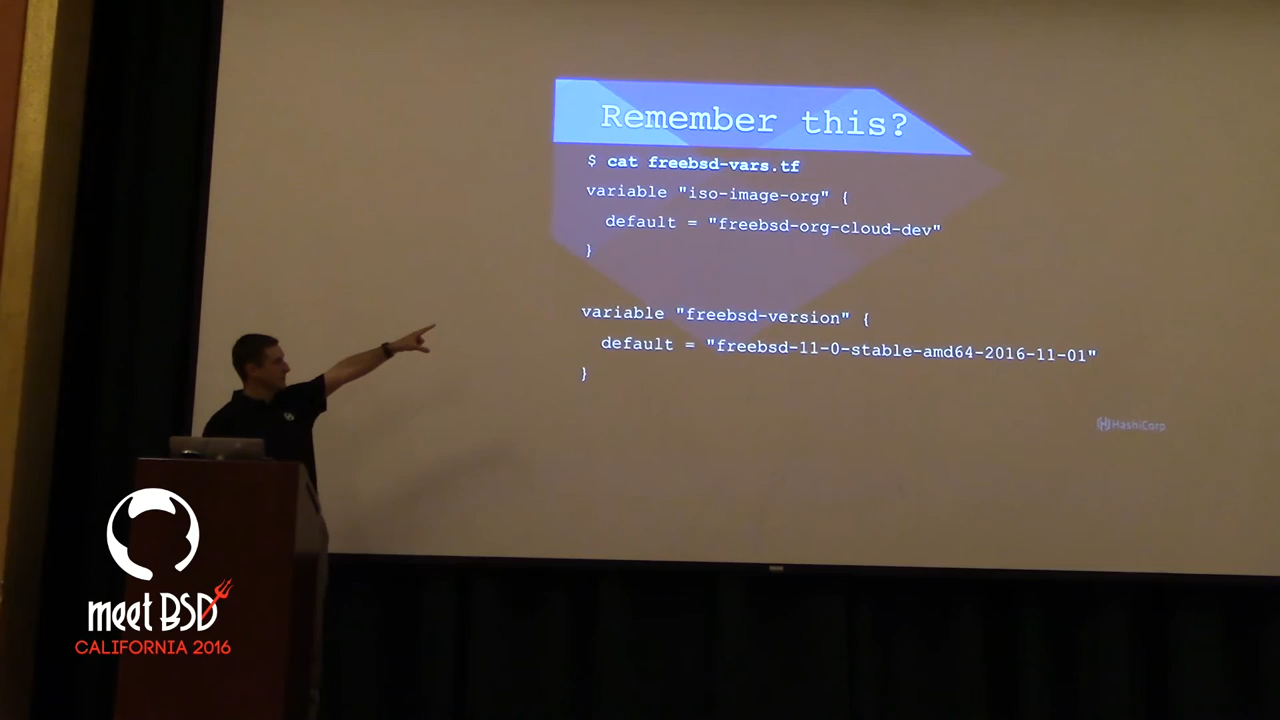 Remember this?
$ cat freebsd-vars.tf
variable "iso-image-org" {
default = "freebsd-org-cloud-dev"
}
variable "freebsd-version" {
default = "freebsd-11-0-stable-amd64-2016-11-01"
}
HashiCorp
meet BSD
CALIFORNIA 2016